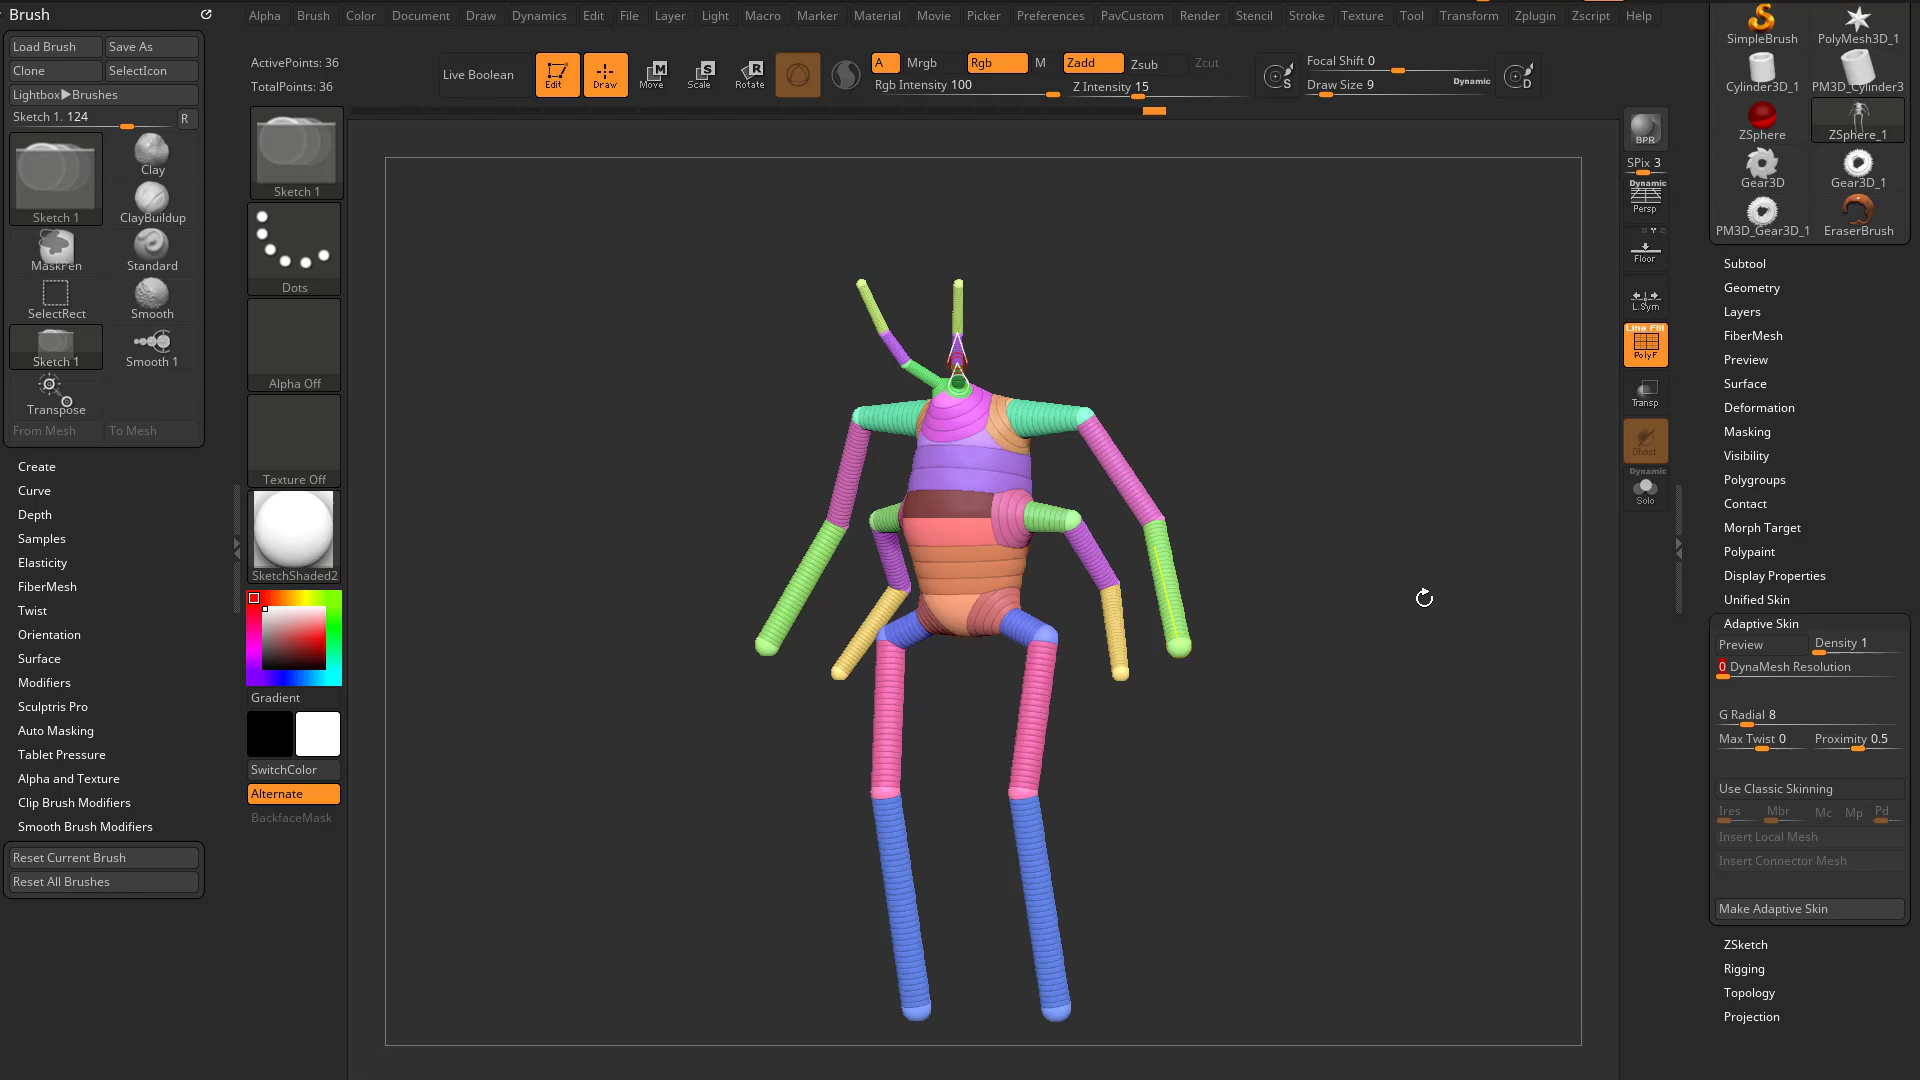 Brush
Alpha Brush Color Document Draw Dynamics Edit File Layer Light Macro Marker Material Movie Picker Preferences PavCustom Render Stencil Stroke Texture Tool Transform Zplugin Zscript Help
Load Brush Save As
Clone SelectIcon
Lightbox▶Brushes
Sketch 1. 124 R
Sketch 1
Clay
ClayBuildup
MaskPen Standard
SelectRect Smooth
Sketch 1 Smooth 1
Transpose
From Mesh To Mesh
Create
Curve
Depth
Samples
Elasticity
FiberMesh
Twist
Orientation
Surface
Modifiers
Sculptris Pro
Auto Masking
Tablet Pressure
Alpha and Texture
Clip Brush Modifiers
Smooth Brush Modifiers
Reset Current Brush
Reset All Brushes
ActivePoints: 36
TotalPoints: 36
Live Boolean
Edit
Draw
Move
Scale
Rotate
A Mrgb Rgb M Zadd Zsub Zcut
Rgb Intensity 100 Z Intensity 15
S
Focal Shift 0
Draw Size 9 Dynamic
D
Sketch 1
Dots
Alpha Off
Texture Off
SketchShaded2
Gradient
SwitchColor
Alternate
BackfaceMask
BPR
SPix 3
Dynamic
Persp
Floor
L.Sym
Line Fill
PolyF
Transp
Ghost
Dynamic
Solo
SimpleBrush PolyMesh3D_1
Cylinder3D_1 PM3D_Cylinder3
ZSphere ZSphere_1
Gear3D Gear3D_1
PM3D_Gear3D_1 EraserBrush
Subtool
Geometry
Layers
FiberMesh
Preview
Surface
Deformation
Masking
Visibility
Polygroups
Contact
Morph Target
Polypaint
Display Properties
Unified Skin
Adaptive Skin
Preview Density 1
0 DynaMesh Resolution
G Radial 8
Max Twist 0 Proximity 0.5
Use Classic Skinning
Ires Mbr Mc Mp Pd
Insert Local Mesh
Insert Connector Mesh
Make Adaptive Skin
ZSketch
Rigging
Topology
Projection